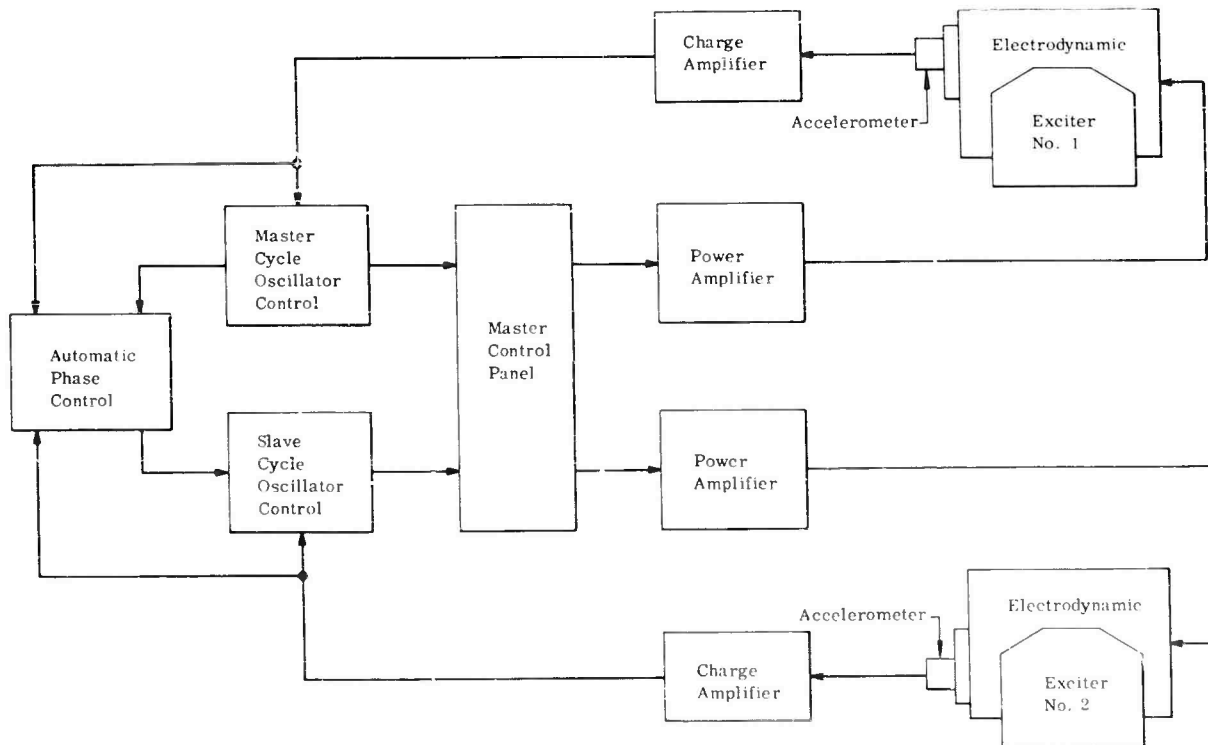 Charge
Amplifier
Electrodynamic
Accelerometer
Exciter
No. 1
Master
Cycle
Oscillator
Control
Power
Amplifier
Automatic
Phase
Control
Master
Control
Panel
Slave
Cycle
Oscillator
Control
Power
Amplifier
Accelerometer
Electrodynamic
Charge
Amplifier
Exciter
No. 2